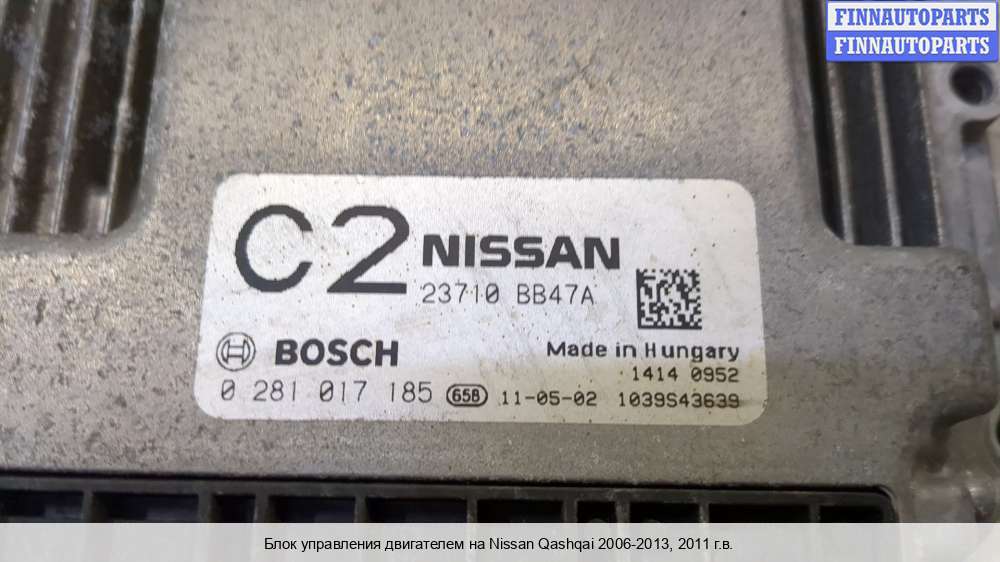 FINNAUTOPARTS
FINNAUTOPARTS
C2 NISSAN
23710 BB47A
BOSCH
Made in Hungary
1414 0952
0 281 017 185 658 11-05-02 1039S43639
Блок управления двигателем на Nissan Qashqai 2006-2013, 2011 г.в.